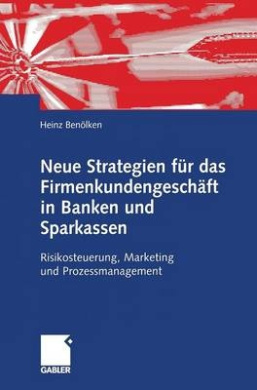 Heinz Benölken
Neue Strategien für das
Firmenkundengeschäft
in Banken und
Sparkassen
Risikosteuerung, Marketing
und Prozessmanagement
GABLER